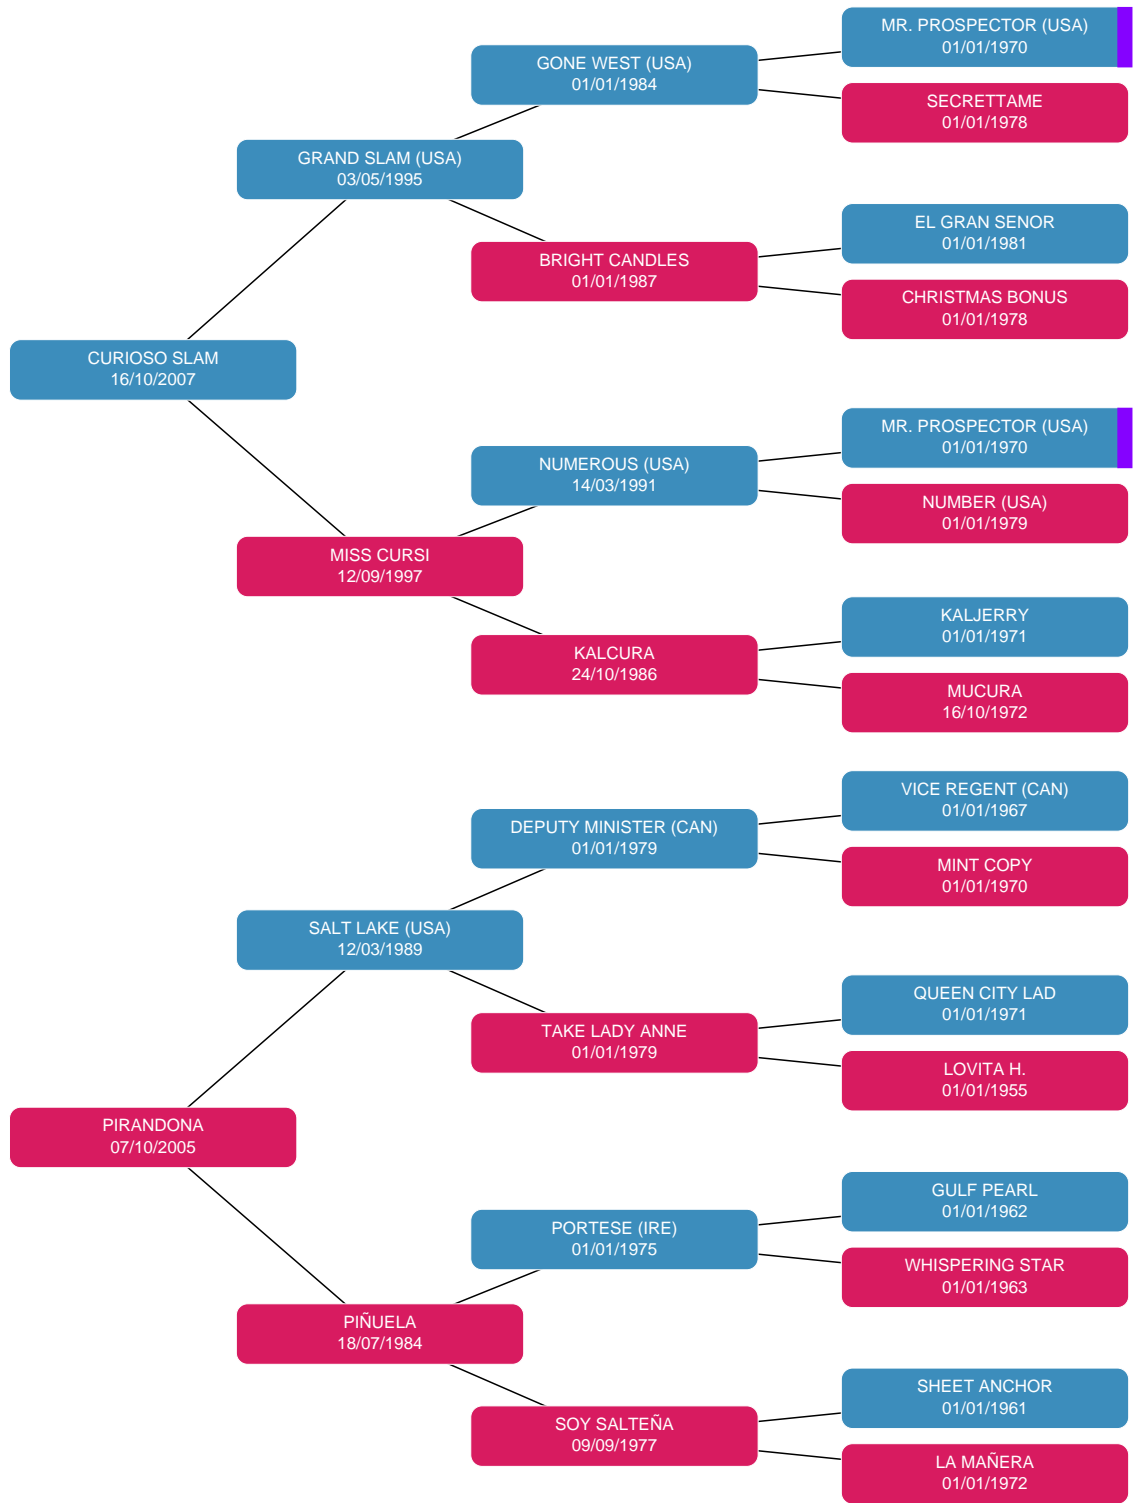 MR. PROSPECTOR (USA)
01/01/1970
GONE WEST (USA)
01/01/1984
SECRETTAME
01/01/1978
GRAND SLAM (USA)
03/05/1995
EL GRAN SENOR
01/01/1981
BRIGHT CANDLES
01/01/1987
CHRISTMAS BONUS
01/01/1978
CURIOSO SLAM
16/10/2007
MR. PROSPECTOR (USA)
01/01/1970
NUMEROUS (USA)
14/03/1991
NUMBER (USA)
01/01/1979
MISS CURSI
12/09/1997
KALJERRY
01/01/1971
KALCURA
24/10/1986
MUCURA
16/10/1972
VICE REGENT (CAN)
01/01/1967
DEPUTY MINISTER (CAN)
01/01/1979
MINT COPY
01/01/1970
SALT LAKE (USA)
12/03/1989
QUEEN CITY LAD
01/01/1971
TAKE LADY ANNE
01/01/1979
LOVITA H.
01/01/1955
PIRANDONA
07/10/2005
GULF PEARL
01/01/1962
PORTESE (IRE)
01/01/1975
WHISPERING STAR
01/01/1963
PIÑUELA
18/07/1984
SHEET ANCHOR
01/01/1961
SOY SALTEÑA
09/09/1977
LA MAÑERA
01/01/1972